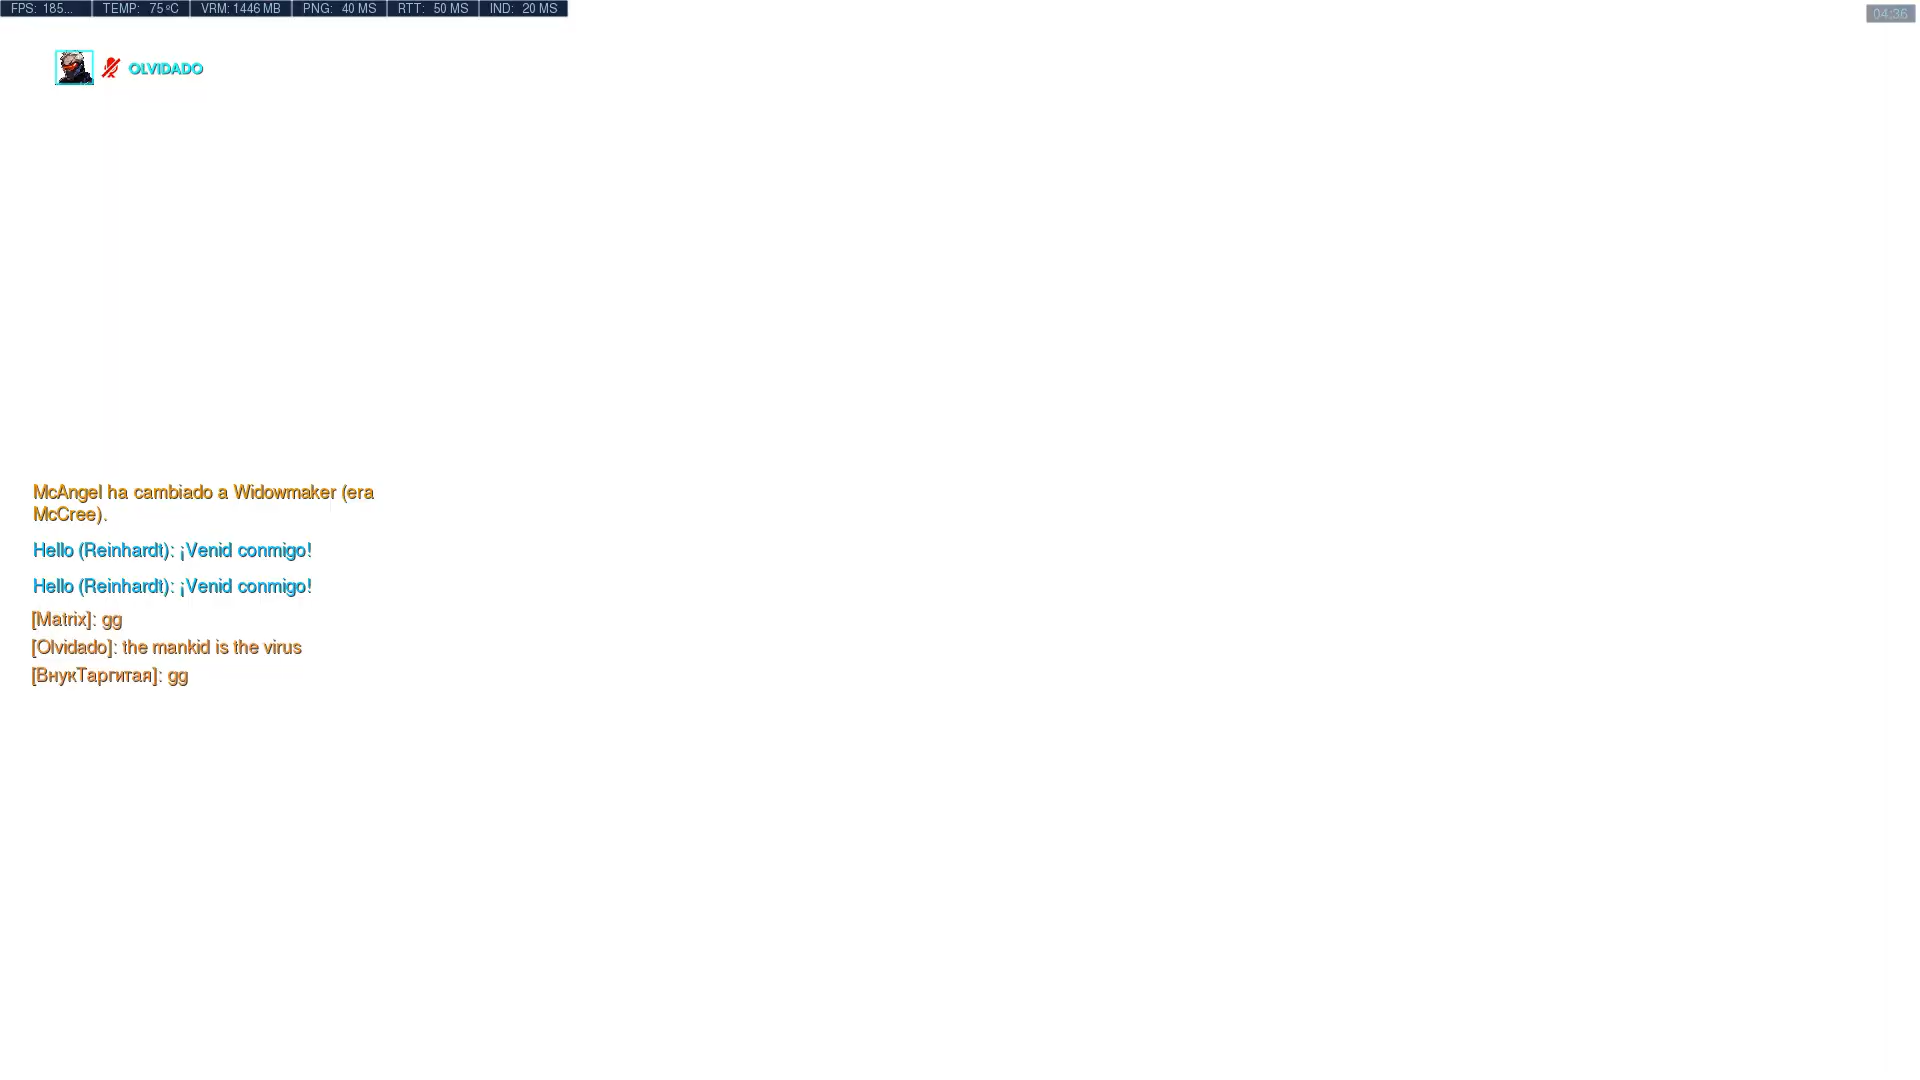 FPS: 185... TEMP: 75 ºC VRM: 1446 MB PNG: 40 MS RTT: 50 MS IND: 20 MS
04:36
OLVIDADO
McAngel ha cambiado a Widowmaker (era
McCree).
Hello (Reinhardt): ¡Venid conmigo!
Hello (Reinhardt): ¡Venid conmigo!
[Matrix]: gg
[Olvidado]: the mankid is the virus
[ВнукТаргитая]: gg